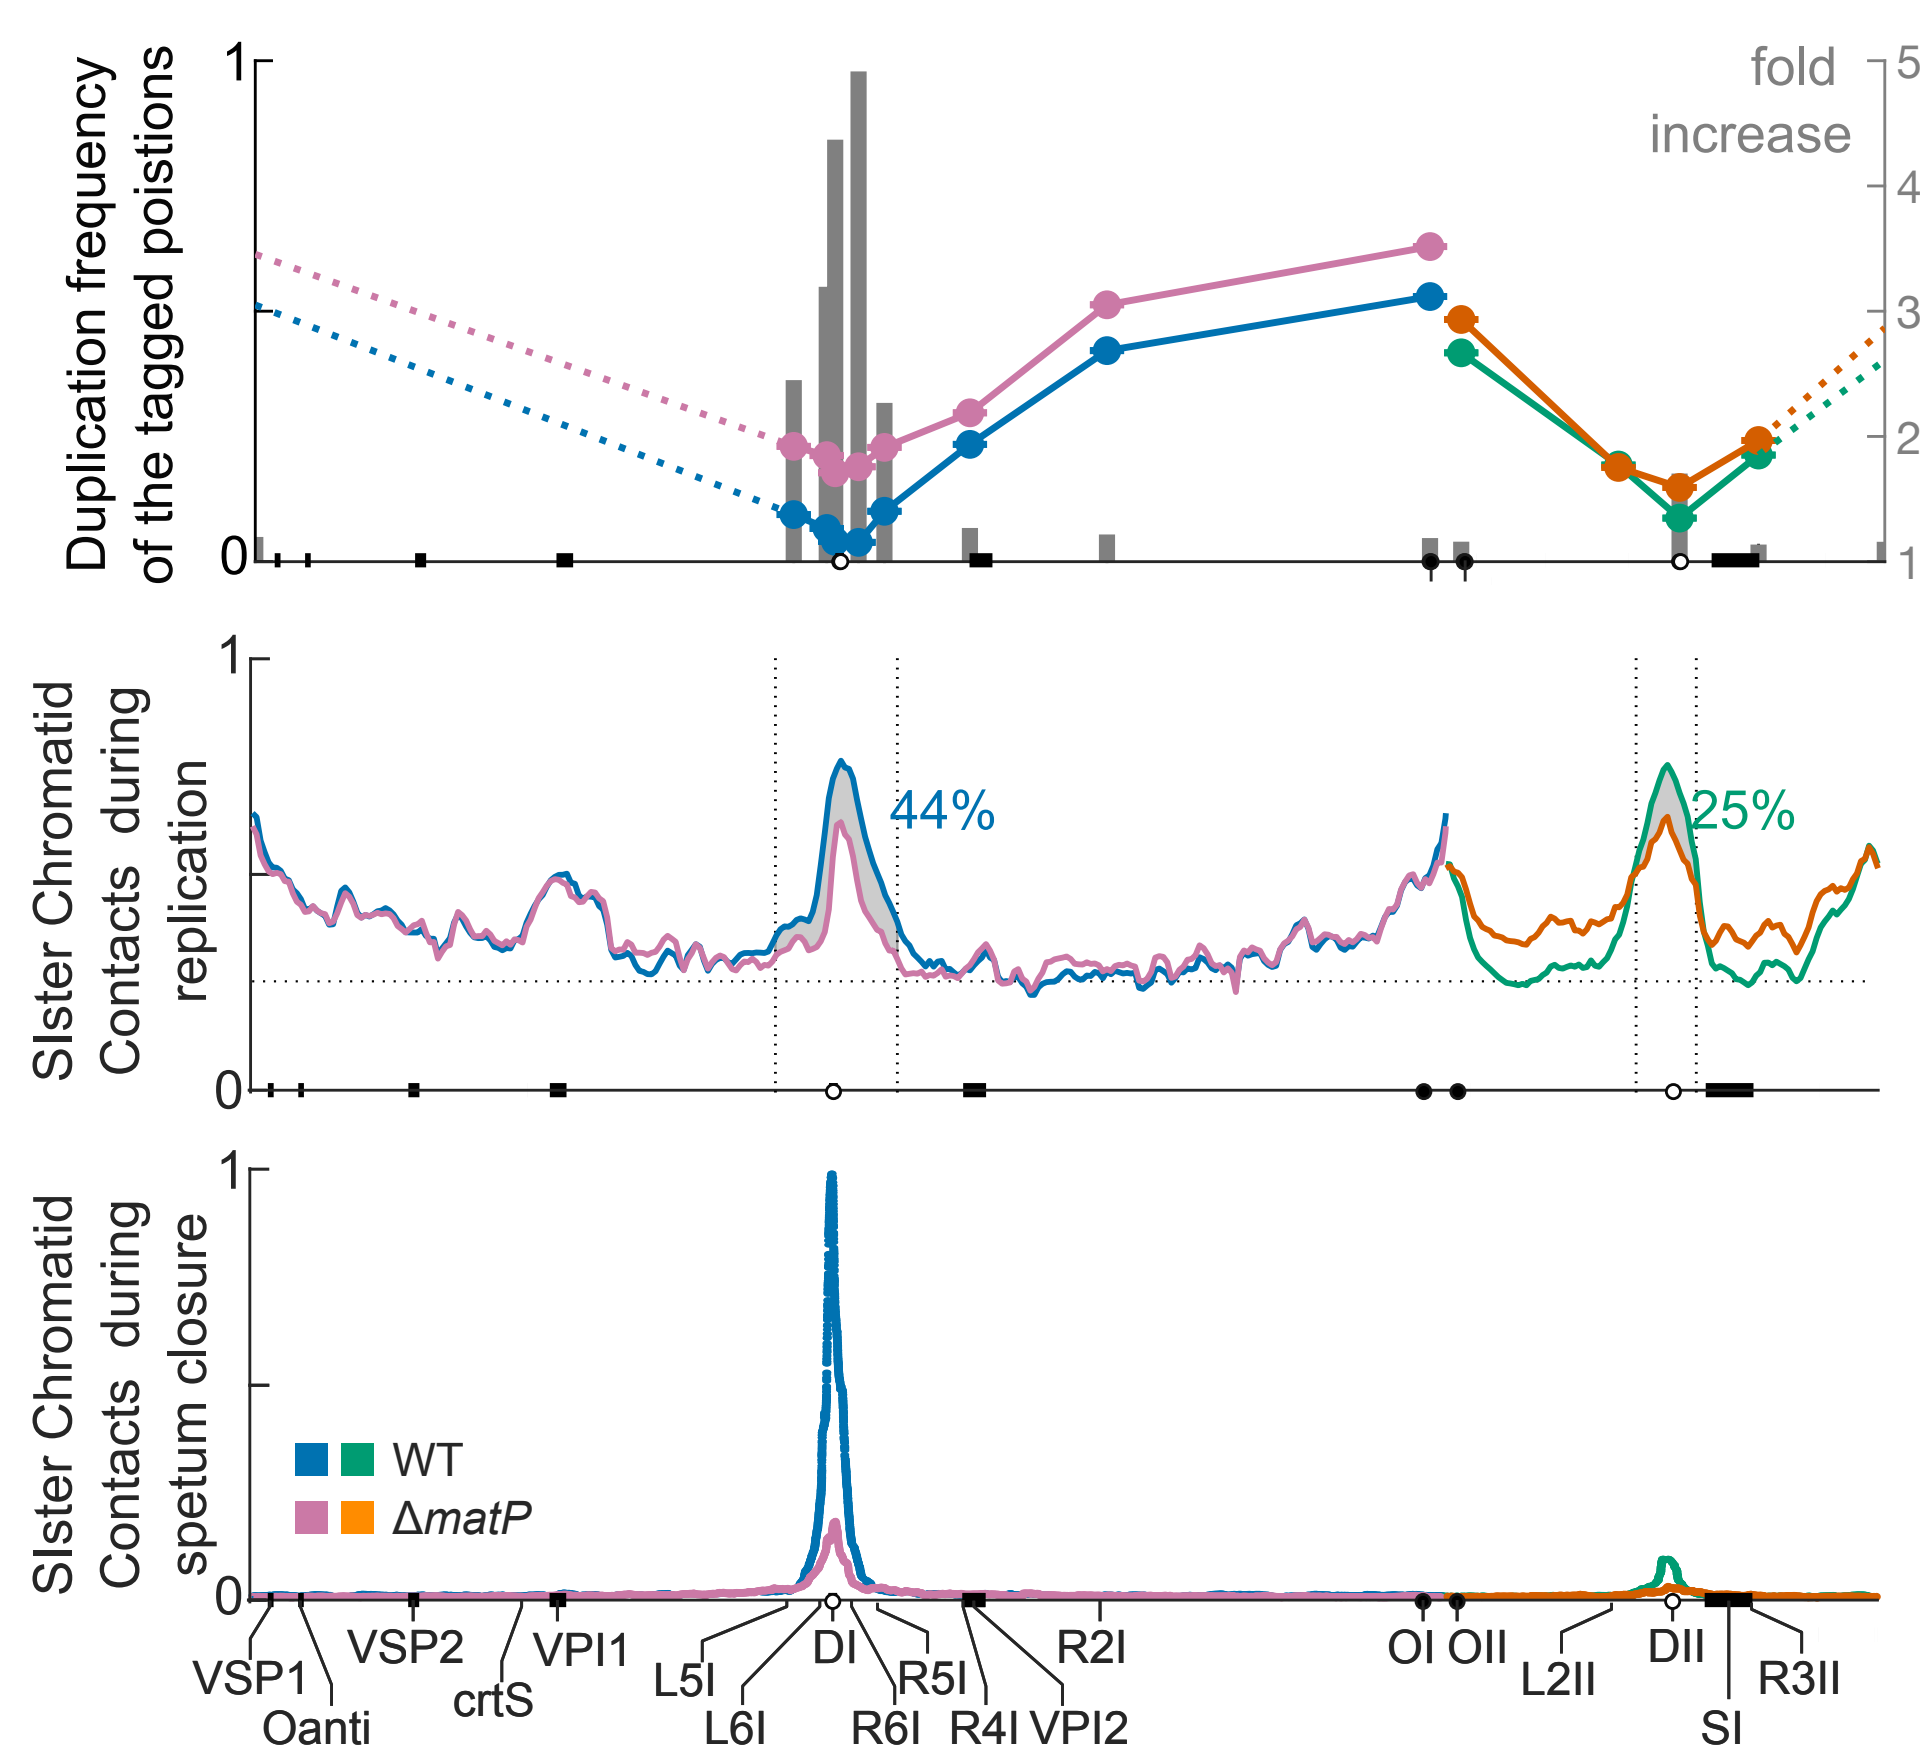 Duplication frequency
of the tagged poistions
1
0
fold
increase
5
4
3
2
1
SIster Chromatid
Contacts during
replication
1
0
44%
25%
SIster Chromatid
Contacts during
spetum closure
1
0
WT
ΔmatP
VSP1
Oanti
VSP2
crtS
VPI1
L5I
L6I
DI
R6I
R5I
R4I
VPI2
R2I
OI
OII
L2II
DII
SI
R3II